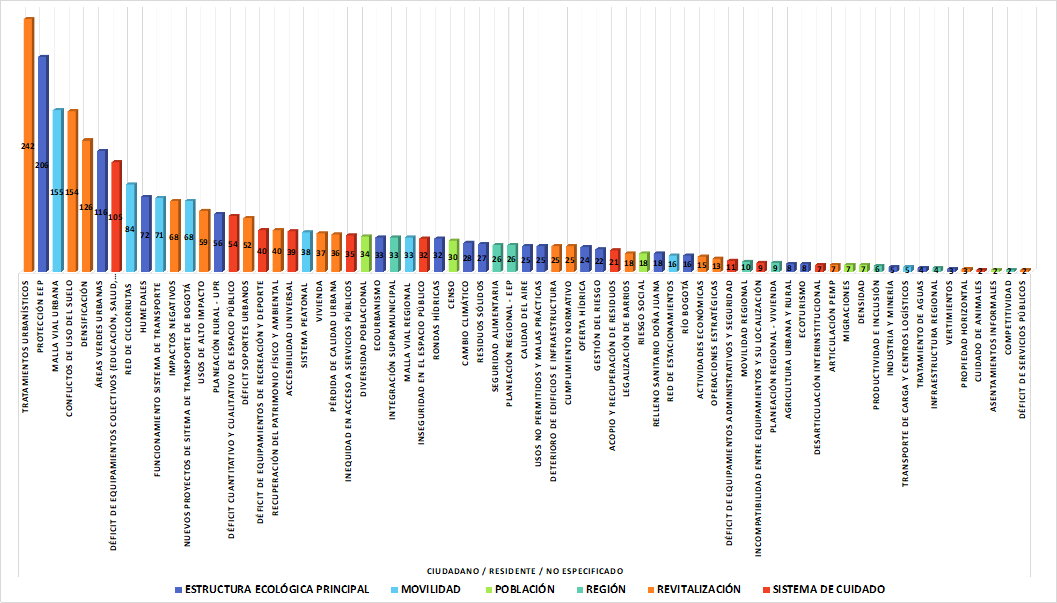 242
206
155
154
126
116
105
84
72
71
68
68
59
56
54
52
40
40
39
38
37
36
35
34
33
33
33
32
32
30
28
27
26
26
25
25
25
25
24
22
21
18
18
18
16
16
15
13
11
10
9
9
8
8
7
7
7
7
6
5
5
4
4
3
3
2
2
2
2
TRATAMIENTOS URBANÍSTICOS
PROTECCIÓN EEP
MALLA VIAL URBANA
CONFLICTOS DE USO DEL SUELO
DENSIFICACIÓN
ÁREAS VERDES URBANAS
DÉFICIT DE EQUIPAMIENTOS COLECTIVOS (EDUCACIÓN, SALUD,…
RED DE CICLORRUTAS
HUMEDALES
FUNCIONAMIENTO SISTEMA DE TRANSPORTE
IMPACTOS NEGATIVOS
NUEVOS PROYECTOS DE SITEMA DE TRANSPORTE DE BOGOTÁ
USOS DE ALTO IMPACTO
PLANEACIÓN RURAL - UPR
DÉFICIT CUANTITATIVO Y CUALITATIVO DE ESPACIO PÚBLICO
DÉFICIT SOPORTES URBANOS
DÉFICIT DE EQUIPAMIENTOS DE RECREACIÓN Y DEPORTE
RECUPERACIÓN DEL PATRIMONIO FÍSICO Y AMBIENTAL
ACCESIBILIDAD UNIVERSAL
SISTEMA PEATONAL
VIVIENDA
PÉRDIDA DE CALIDAD URBANA
INEQUIDAD EN ACCESO A SERVICIOS PÚBLICOS
DIVERSIDAD POBLACIONAL
ECOURBANISMO
INTEGRACIÓN SUPRAMUNICIPAL
MALLA VIAL REGIONAL
INSEGURIDAD EN EL ESPACIO PÚBLICO
RONDAS HÍDRICAS
CENSO
CAMBIO CLIMÁTICO
RESIDUOS SÓLIDOS
SEGURIDAD ALIMENTARIA
PLANEACIÓN REGIONAL - EEP
CALIDAD DEL AIRE
USOS NO PERMITIDOS Y MALAS PRÁCTICAS
DETERIORO DE EDIFICIOS E INFRAESTRUCTURA
CUMPLIMIENTO NORMATIVO
OFERTA HÍDRICA
GESTIÓN DEL RIESGO
ACOPIO Y RECUPERACIÓN DE RESIDUOS
LEGALIZACIÓN DE BARRIOS
RIESGO SOCIAL
RELLENO SANITARIO DOÑA JUANA
RED DE ESTACIONAMIENTOS
RÍO BOGOTÁ
ACTIVIDADES ECONÓMICAS
OPERACIONES ESTRATÉGICAS
DÉFICIT DE EQUIPAMIENTOS ADMINISTRATIVOS Y SEGURIDAD
MOVILIDAD REGIONAL
INCOMPATIBILIDAD ENTRE EQUIPAMIENTOS Y SU LOCALIZACIÓN
PLANEACIÓN REGIONAL - VIVIENDA
AGRICULTURA URBANA Y RURAL
ECOTURISMO
DESARTICULACIÓN INTERINSTITUCIONAL
ARTICULACIÓN PEMP
MIGRACIONES
DENSIDAD
PRODUCTIVIDAD E INCLUSIÓN
INDUSTRIA Y MINERÍA
TRANSPORTE DE CARGA Y CENTROS LOGÍSTICOS
TRATAMIENTO DE AGUAS
INFRAESTRUCTURA REGIONAL
VERTIMIENTOS
PROPIEDAD HORIZONTAL
CUIDADO DE ANIMALES
ASENTAMIENTOS INFORMALES
COMPETITIVIDAD
DÉFICIT DE SERVICIOS PÚBLICOS
CIUDADANO / RESIDENTE / NO ESPECIFICADO
ESTRUCTURA ECOLÓGICA PRINCIPAL
MOVILIDAD
POBLACIÓN
REGIÓN
REVITALIZACIÓN
SISTEMA DE CUIDADO